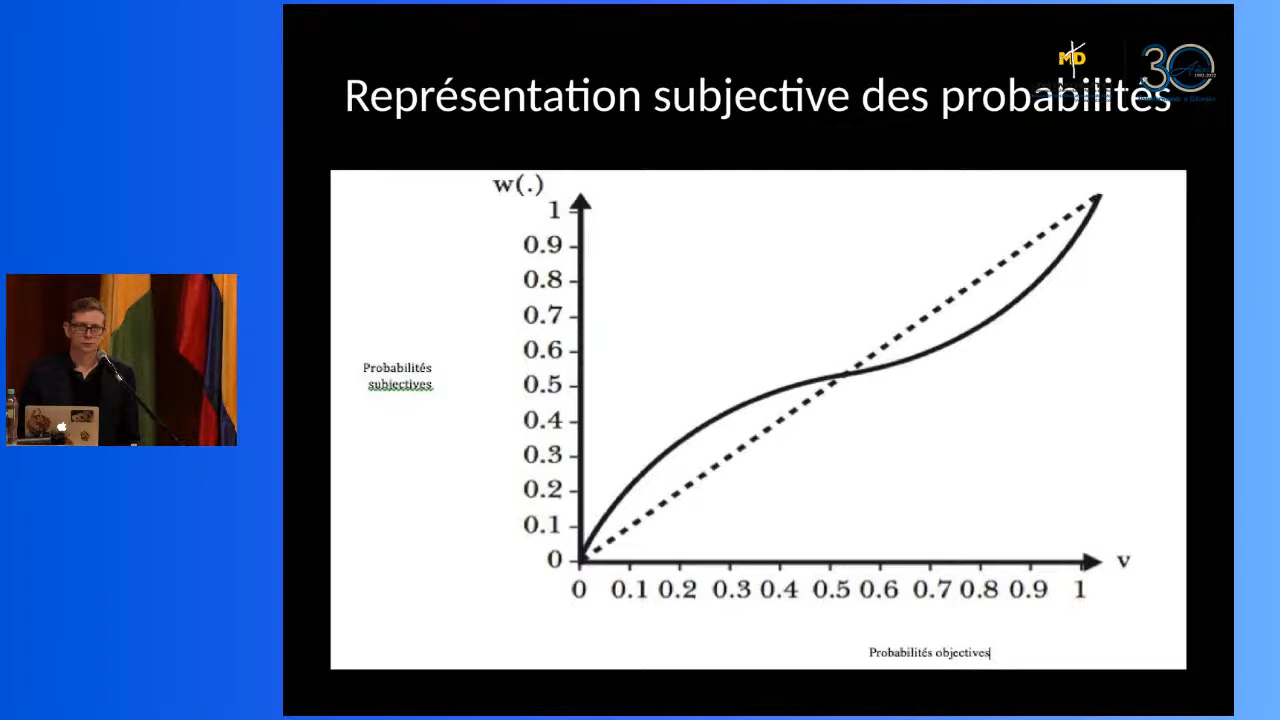 Représentation subjective des probabilités
MD
30
w(.)
1
0.9
0.8
0.7
0.6
0.5
0.4
0.3
0.2
0.1
0
Probabilités
subjectives
v
0 0.1 0.2 0.3 0.4 0.5 0.6 0.7 0.8 0.9 1
Probabilités objectives